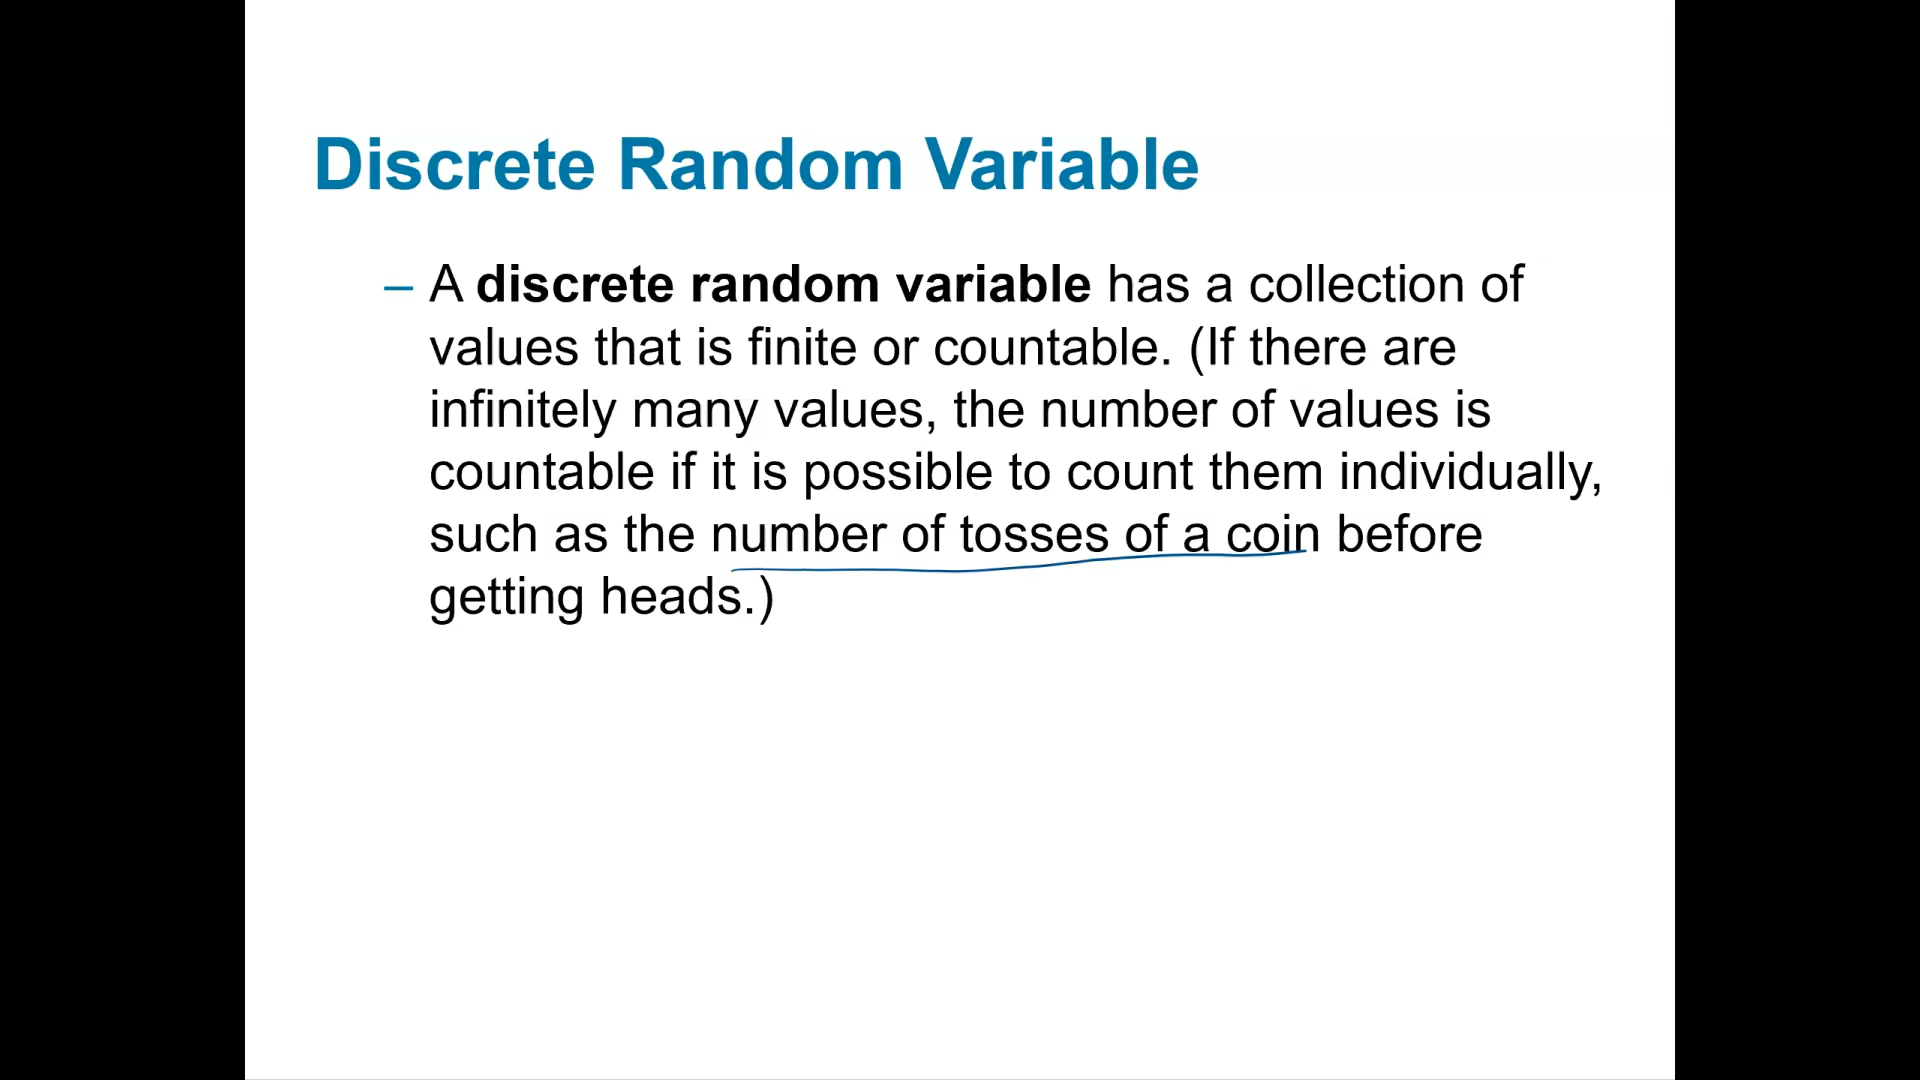 Discrete Random Variable
– A discrete random variable has a collection of
values that is finite or countable. (If there are
infinitely many values, the number of values is
countable if it is possible to count them individually,
such as the number of tosses of a coin before
getting heads.)